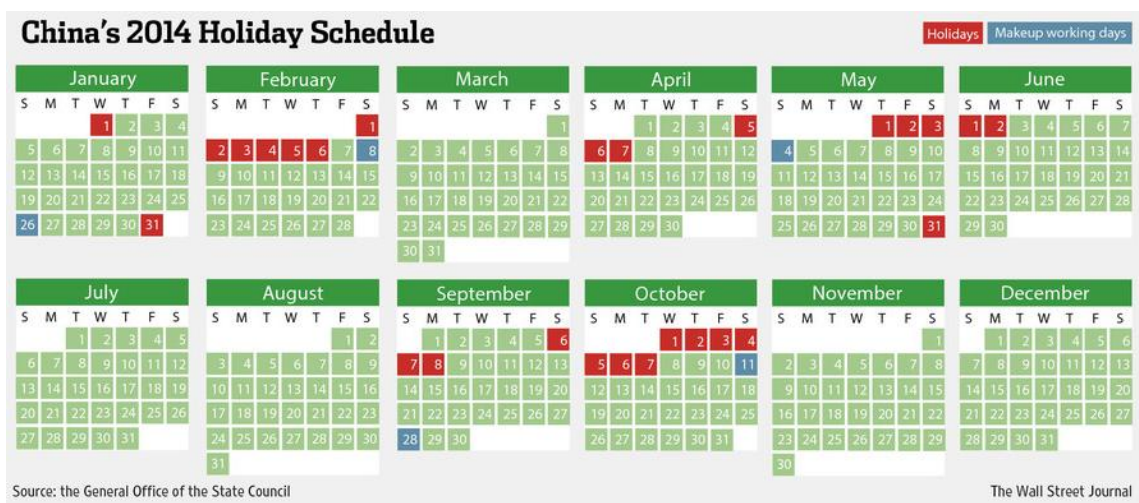 China's 2014 Holiday Schedule
Holidays Makeup working days
January
S M T W T F S
1 2 3 4
5 6 7 8 9 10 11
12 13 14 15 16 17 18
19 20 21 22 23 24 25
26 27 28 29 30 31
February
S M T W T F S
1
2 3 4 5 6 7 8
9 10 11 12 13 14 15
16 17 18 19 20 21 22
23 24 25 26 27 28
March
S M T W T F S
1
2 3 4 5 6 7 8
9 10 11 12 13 14 15
16 17 18 19 20 21 22
23 24 25 26 27 28 29
30 31
April
S M T W T F S
1 2 3 4 5
6 7 8 9 10 11 12
13 14 15 16 17 18 19
20 21 22 23 24 25 26
27 28 29 30
May
S M T W T F S
1 2 3
4 5 6 7 8 9 10
11 12 13 14 15 16 17
18 19 20 21 22 23 24
25 26 27 28 29 30 31
June
S M T W T F S
1 2 3 4 5 6 7
8 9 10 11 12 13 14
15 16 17 18 19 20 21
22 23 24 25 26 27 28
29 30
July
S M T W T F S
1 2 3 4 5
6 7 8 9 10 11 12
13 14 15 16 17 18 19
20 21 22 23 24 25 26
27 28 29 30 31
August
S M T W T F S
1 2
3 4 5 6 7 8 9
10 11 12 13 14 15 16
17 18 19 20 21 22 23
24 25 26 27 28 29 30
31
September
S M T W T F S
1 2 3 4 5 6
7 8 9 10 11 12 13
14 15 16 17 18 19 20
21 22 23 24 25 26 27
28 29 30
October
S M T W T F S
1 2 3 4
5 6 7 8 9 10 11
12 13 14 15 16 17 18
19 20 21 22 23 24 25
26 27 28 29 30 31
November
S M T W T F S
1
2 3 4 5 6 7 8
9 10 11 12 13 14 15
16 17 18 19 20 21 22
23 24 25 26 27 28 29
30
December
S M T W T F S
1 2 3 4 5 6
7 8 9 10 11 12 13
14 15 16 17 18 19 20
21 22 23 24 25 26 27
28 29 30 31
Source: the General Office of the State Council
The Wall Street Journal